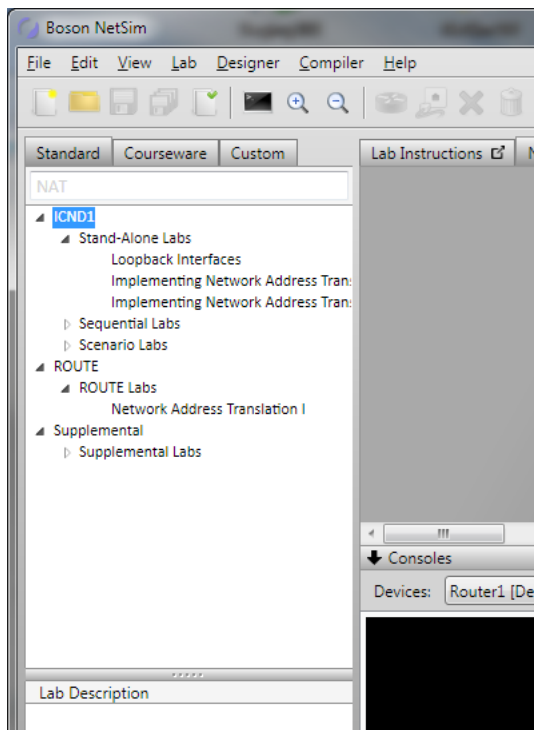 Boson NetSim
File Edit View Lab Designer Compiler Help
Standard Courseware Custom
Lab Instructions N
NAT
ICND1
Stand-Alone Labs
Loopback Interfaces
Implementing Network Address Tran
Implementing Network Address Tran
Sequential Labs
Scenario Labs
ROUTE
ROUTE Labs
Network Address Translation I
Supplemental
Supplemental Labs
Consoles
Devices: Router1 [De
Lab Description